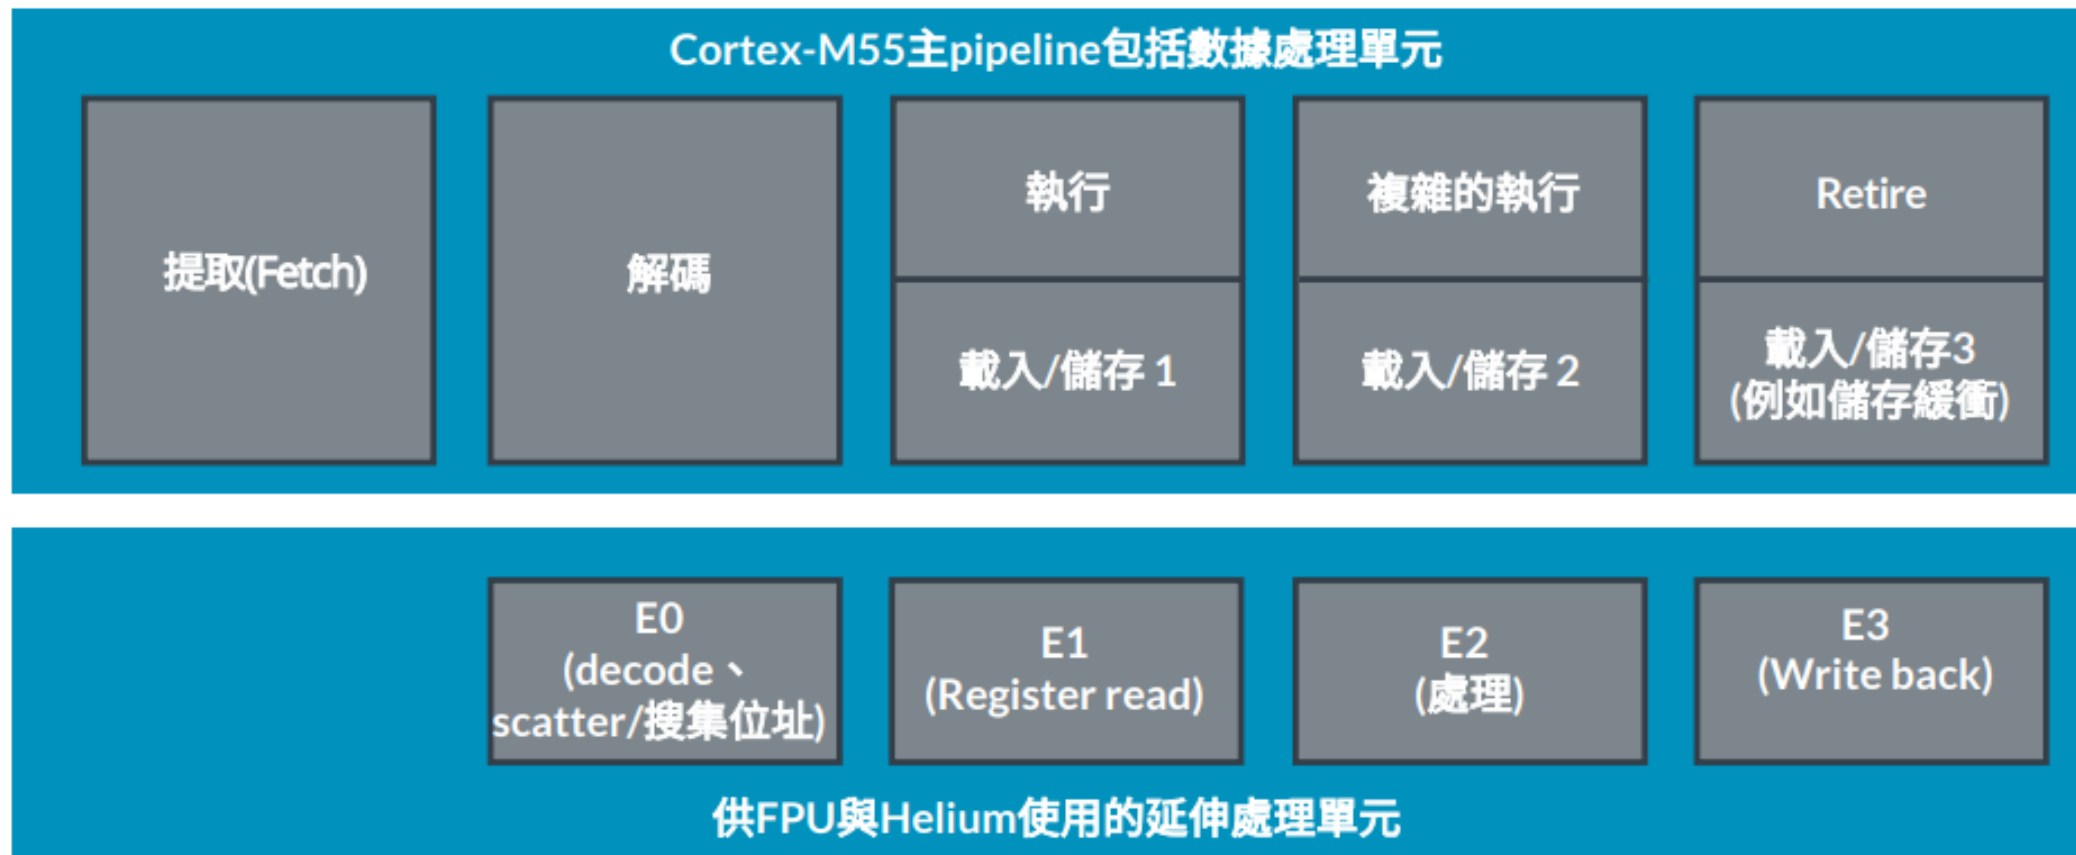 Cortex-M55主pipeline包括數據處理單元
提取(Fetch)
解碼
執行
載入/儲存 1
複雜的執行
載入/儲存 2
Retire
載入/儲存3
(例如儲存緩衝)
E0
(decode、
scatter/搜集位址)
E1
(Register read)
E2
(處理)
E3
(Write back)
供FPU與Helium使用的延伸處理單元